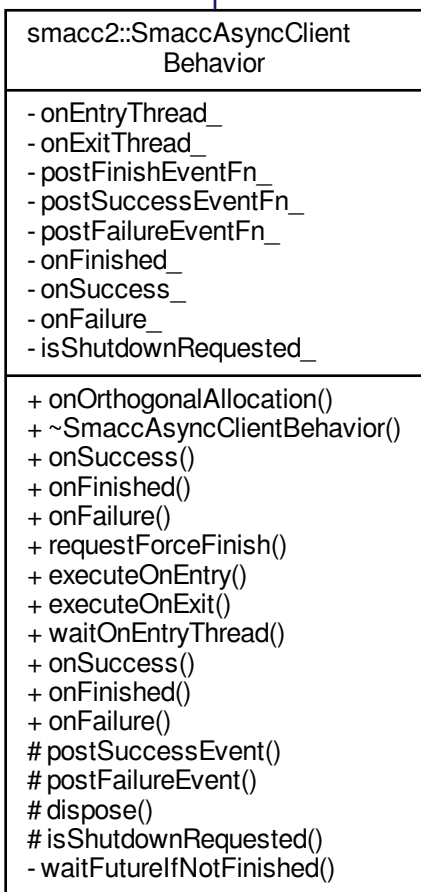 smacc2::SmaccAsyncClient
Behavior
- onEntryThread_
- onExitThread_
- postFinishEventFn_
- postSuccessEventFn_
- postFailureEventFn_
- onFinished_
- onSuccess_
- onFailure_
- isShutdownRequested_
+ onOrthogonalAllocation()
+ ~SmaccAsyncClientBehavior()
+ onSuccess()
+ onFinished()
+ onFailure()
+ requestForceFinish()
+ executeOnEntry()
+ executeOnExit()
+ waitOnEntryThread()
+ onSuccess()
+ onFinished()
+ onFailure()
# postSuccessEvent()
# postFailureEvent()
# dispose()
# isShutdownRequested()
- waitFutureIfNotFinished()